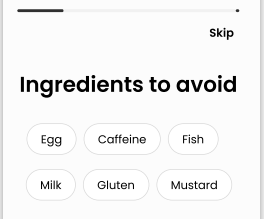 Skip
Ingredients to avoid
Egg Caffeine Fish
Milk Gluten Mustard